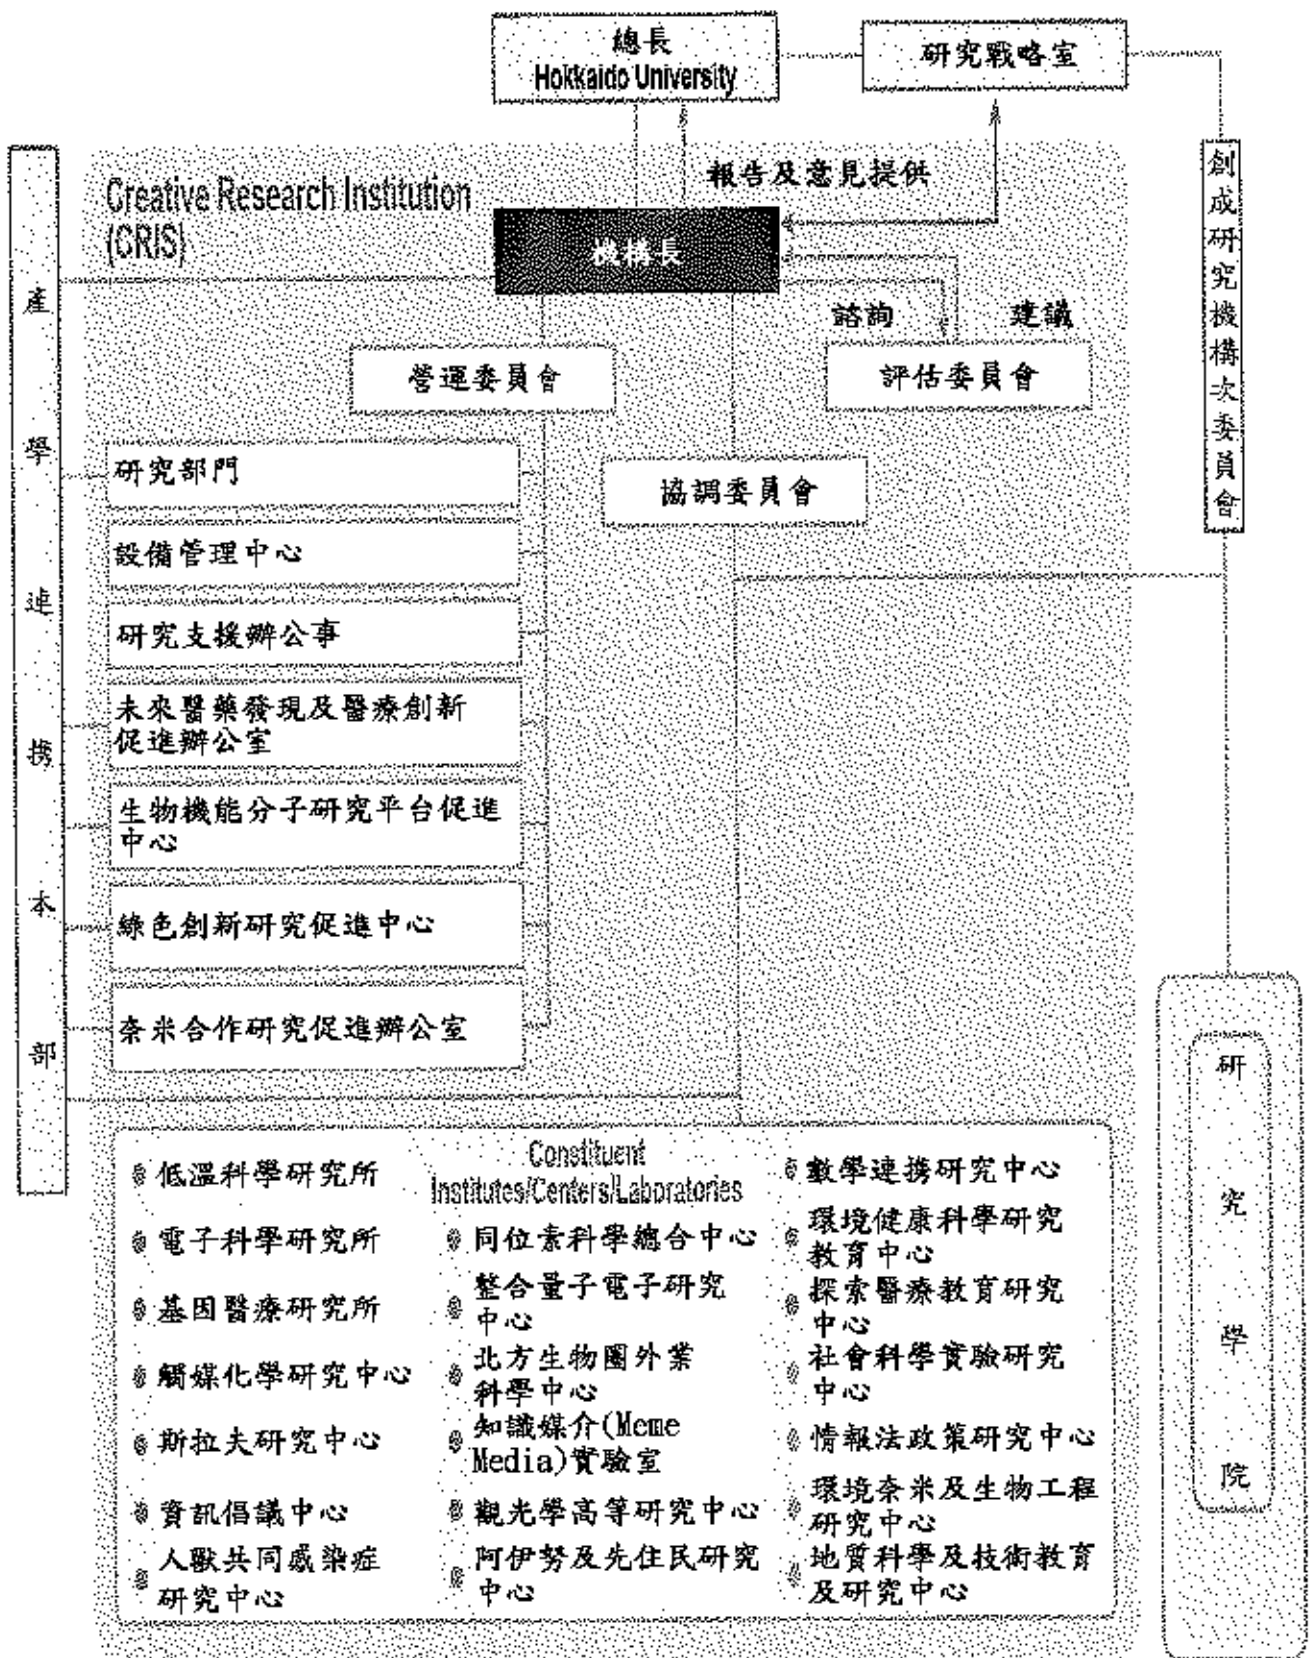 總長
Hokkaido University
研究戰略室
報告及意見提供
Creative Research Institution
(CRIS)
機構長
諮詢
建議
營運委員會
評估委員會
協調委員會
創成研究機構次委員會
產學連携本部
研究部門
設備管理中心
研究支援辦公事
未來醫藥發現及醫療創新
促進辦公室
生物機能分子研究平台促進
中心
綠色創新研究促進中心
奈米合作研究促進辦公室
研究學院
Constituent
Institutes/Centers/Laboratories
低溫科學研究所
電子科學研究所
基因醫療研究所
觸媒化學研究中心
斯拉夫研究中心
資訊倡議中心
人獸共同感染症
研究中心
同位素科學總合中心
整合量子電子研究
中心
北方生物圈外業
科學中心
知識媒介(Meme
Media)實驗室
觀光學高等研究中心
阿伊努及先住民研究
中心
數學連携研究中心
環境健康科學研究
教育中心
探索醫療教育研究
中心
社會科學實驗研究
中心
情報法政策研究中心
環境奈米及生物工程
研究中心
地質科學及技術教育
及研究中心